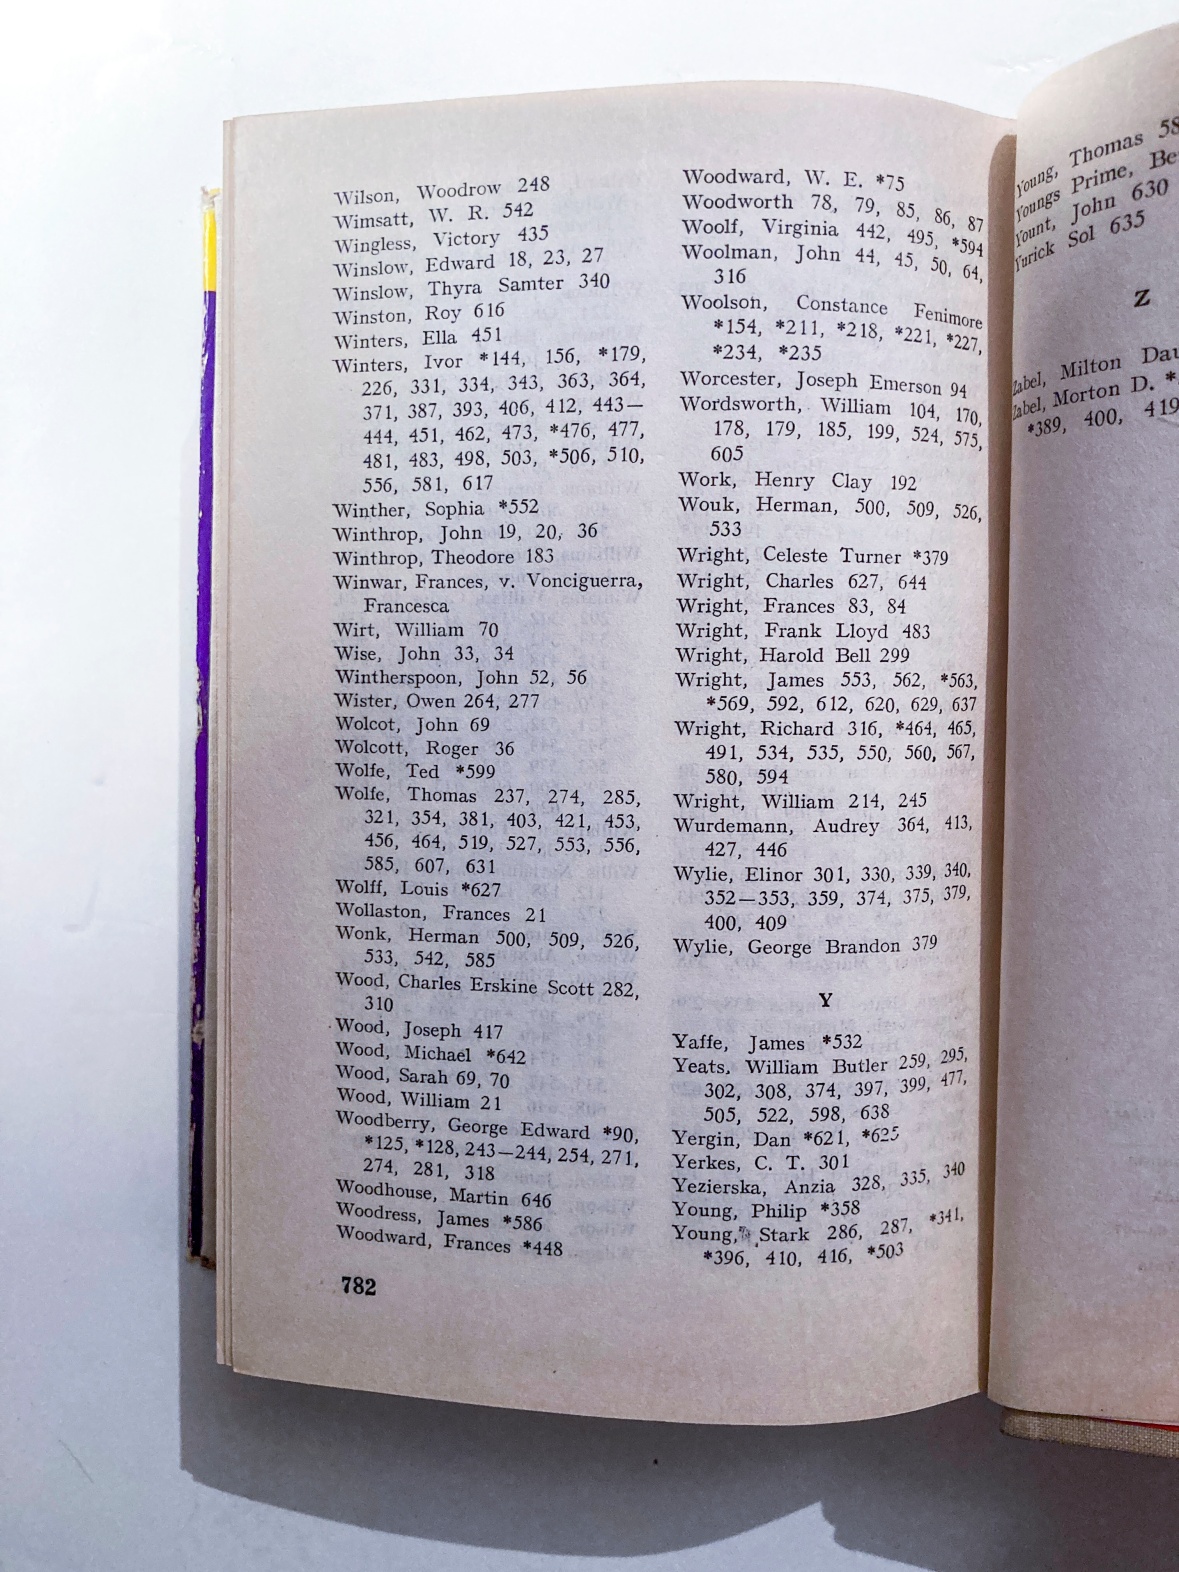 Wilson, Woodrow 248
Wimsatt, W. R. 542
Wingless, Victory 435
Winslow, Edward 18, 23, 27
Winslow, Thyra Samter 340
Winston, Roy 616
Winters, Ella 451
Winters, Ivor *144, 156, *179,
226, 331, 334, 343, 363, 364,
371, 387, 393, 406, 412, 443—
444, 451, 462, 473, *476, 477,
481, 483, 498, 503, *506, 510,
556, 581, 617
Winther, Sophia *552
Winthrop, John 19, 20, 36
Winthrop, Theodore 183
Winwar, Frances, v. Vonciguerra,
Francesca
Wirt, William 70
Wise, John 33, 34
Wintherspoon, John 52, 56
Wister, Owen 264, 277
Wolcot, John 69
Wolcott, Roger 36
Wolfe, Ted *599
Wolfe, Thomas 237, 274, 285,
321, 354, 381, 403, 421, 453,
456, 464, 519, 527, 553, 556,
585, 607, 631
Wolff, Louis *627
Wollaston, Frances 21
Wonk, Herman 500, 509, 526,
533, 542, 585
Wood, Charles Erskine Scott 282,
310
Wood, Joseph 417
Wood, Michael *642
Wood, Sarah 69, 70
Wood, William 21
Woodberry, George Edward *90,
*125, *128, 243—244, 254, 271,
274, 281, 318
Woodhouse, Martin 646
Woodress, James *586
Woodward, Frances *448
782
Woodward, W. E. *75
Woodworth 78, 79, 85, 86, 87
Woolf, Virginia 442, 495, *594
Woolman, John 44, 45, 50, 64,
316
Woolson, Constance Fenimore
*154, *211, *218, *221, *227,
*234, *235
Worcester, Joseph Emerson 94
Wordsworth, William 104, 170,
178, 179, 185, 199, 524, 575,
605
Work, Henry Clay 192
Wouk, Herman, 500, 509, 526,
533
Wright, Celeste Turner *379
Wright, Charles 627, 644
Wright, Frances 83, 84
Wright, Frank Lloyd 483
Wright, Harold Bell 299
Wright, James 553, 562, *563,
*569, 592, 612, 620, 629, 637
Wright, Richard 316, *464, 465,
491, 534, 535, 550, 560, 567,
580, 594
Wright, William 214, 245
Wurdemann, Audrey 364, 413,
427, 446
Wylie, Elinor 301, 330, 339, 340,
352—353, 359, 374, 375, 379,
400, 409
Wylie, George Brandon 379
Y
Yaffe, James *532
Yeats, William Butler 259, 295,
302, 308, 374, 397, 399, 477,
505, 522, 598, 638
Yergin, Dan *621, *625
Yerkes, C. T. 301
Yezierska, Anzia 328, 335, 340
Young, Philip *358
Young, Stark 286, 287, *341,
*396, 410, 416, *503
Young, Thomas 58
Youngs Prime, Be
Yount, John 630
Yurick Sol 635
Z
Zabel, Milton Dau
Zabel, Morton D. *
*389, 400, 419